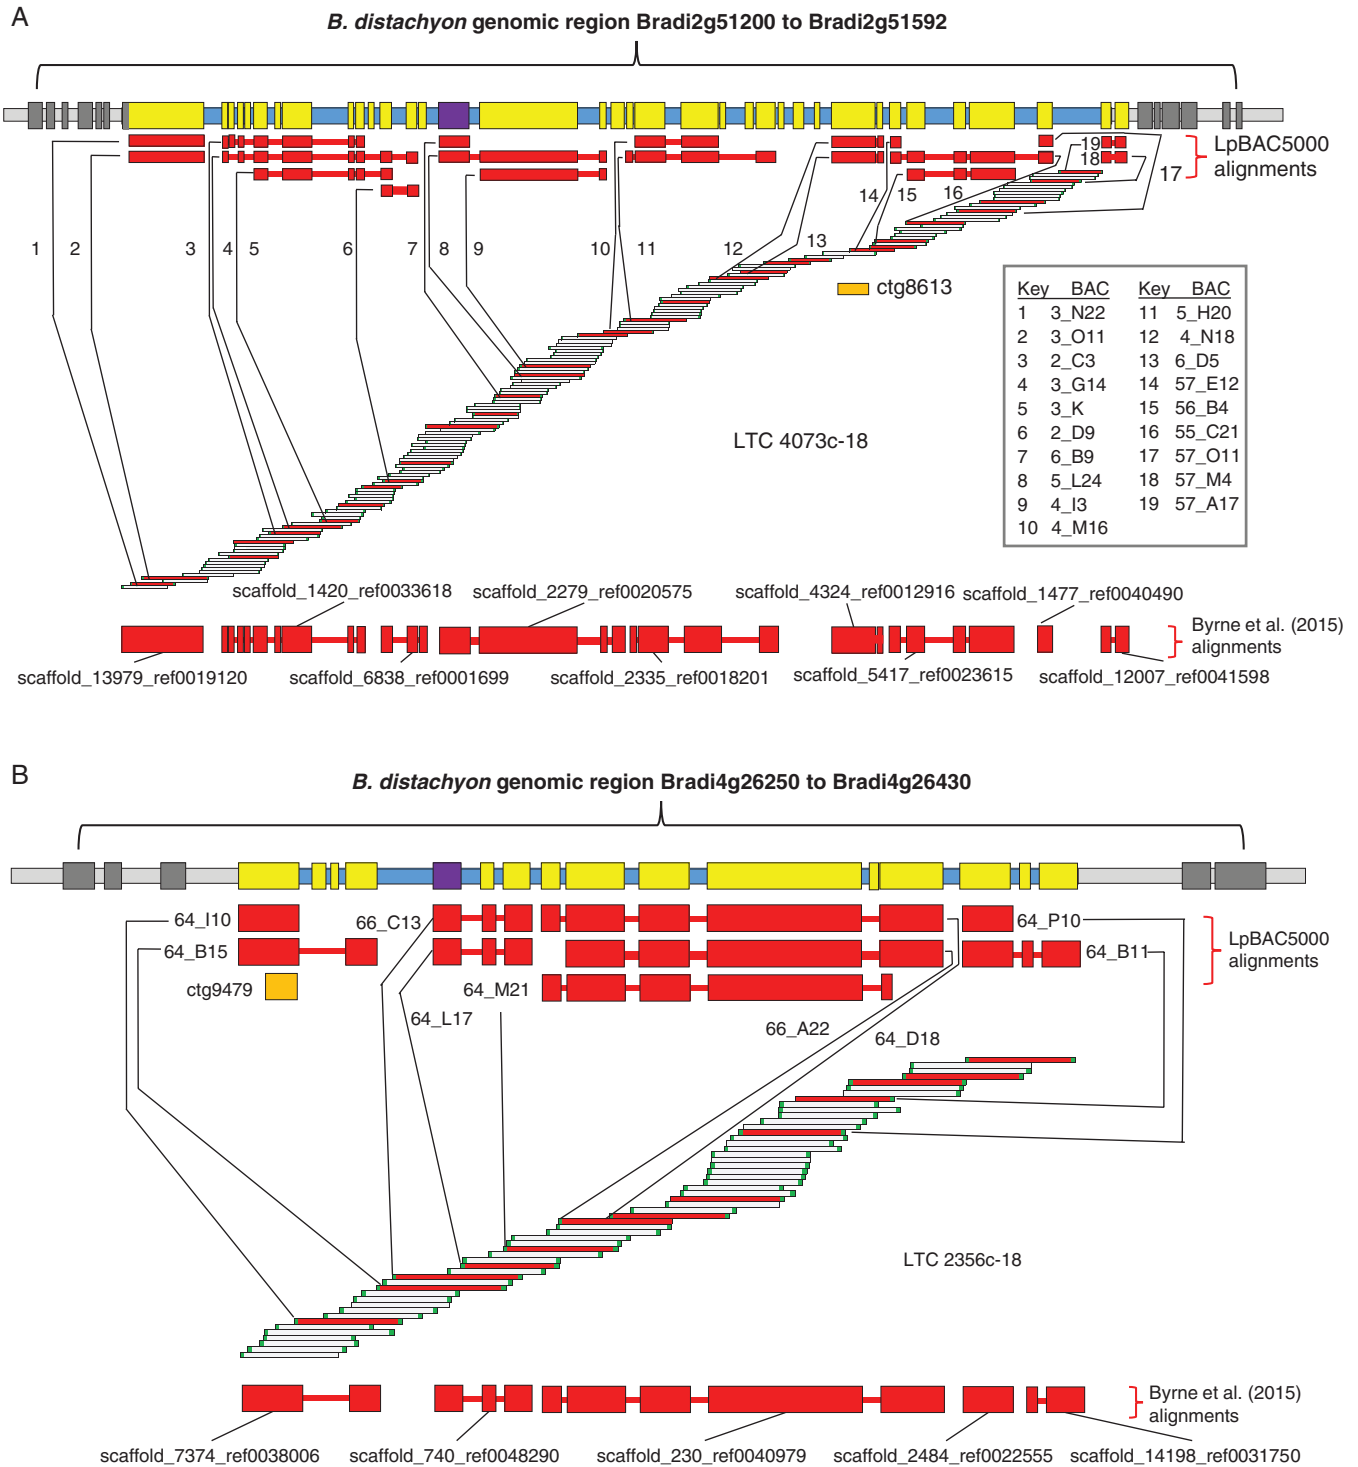 A
B. distachyon genomic region Bradi2g51200 to Bradi2g51592
LpBAC5000
alignments
19
18
17
16
15
14
1
2
3
4
5
6
7
8
9
10
11
12
13
ctg8613
Key BAC Key BAC
1 3_N22 11 5_H20
2 3_O11 12 4_N18
3 2_C3 13 6_D5
4 3_G14 14 57_E12
5 3_K 15 56_B4
6 2_D9 16 55_C21
7 6_B9 17 57_O11
8 5_L24 18 57_M4
9 4_I3 19 57_A17
10 4_M16
LTC 4073c-18
scaffold_1420_ref0033618
scaffold_2279_ref0020575
scaffold_4324_ref0012916
scaffold_1477_ref0040490
Byrne et al. (2015)
alignments
scaffold_13979_ref0019120
scaffold_6838_ref0001699
scaffold_2335_ref0018201
scaffold_5417_ref0023615
scaffold_12007_ref0041598
B
B. distachyon genomic region Bradi4g26250 to Bradi4g26430
64_I10
66_C13
64_P10
64_B15
64_B11
LpBAC5000
alignments
ctg9479
64_M21
64_L17
66_A22
64_D18
LTC 2356c-18
Byrne et al. (2015)
alignments
scaffold_7374_ref0038006
scaffold_740_ref0048290
scaffold_230_ref0040979
scaffold_2484_ref0022555
scaffold_14198_ref0031750